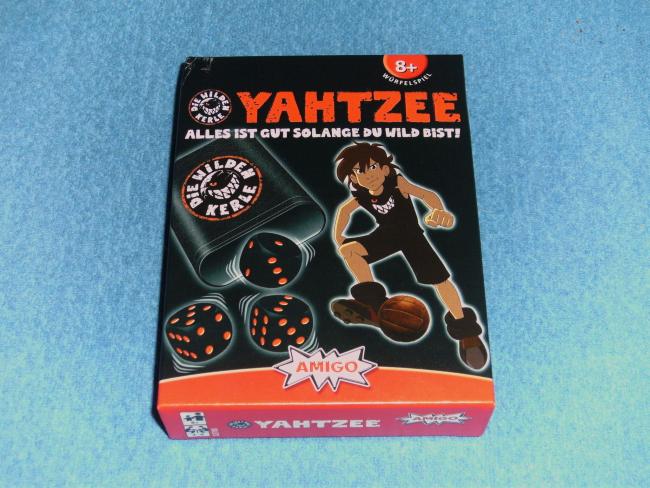 8+
WÜRFELSPIEL
DIE WILDEN KERLE
YAHTZEE
ALLES IST GUT SOLANGE DU WILD BIST!
DIE WILDEN
KERLE
AMIGO
YAHTZEE
AMIGO